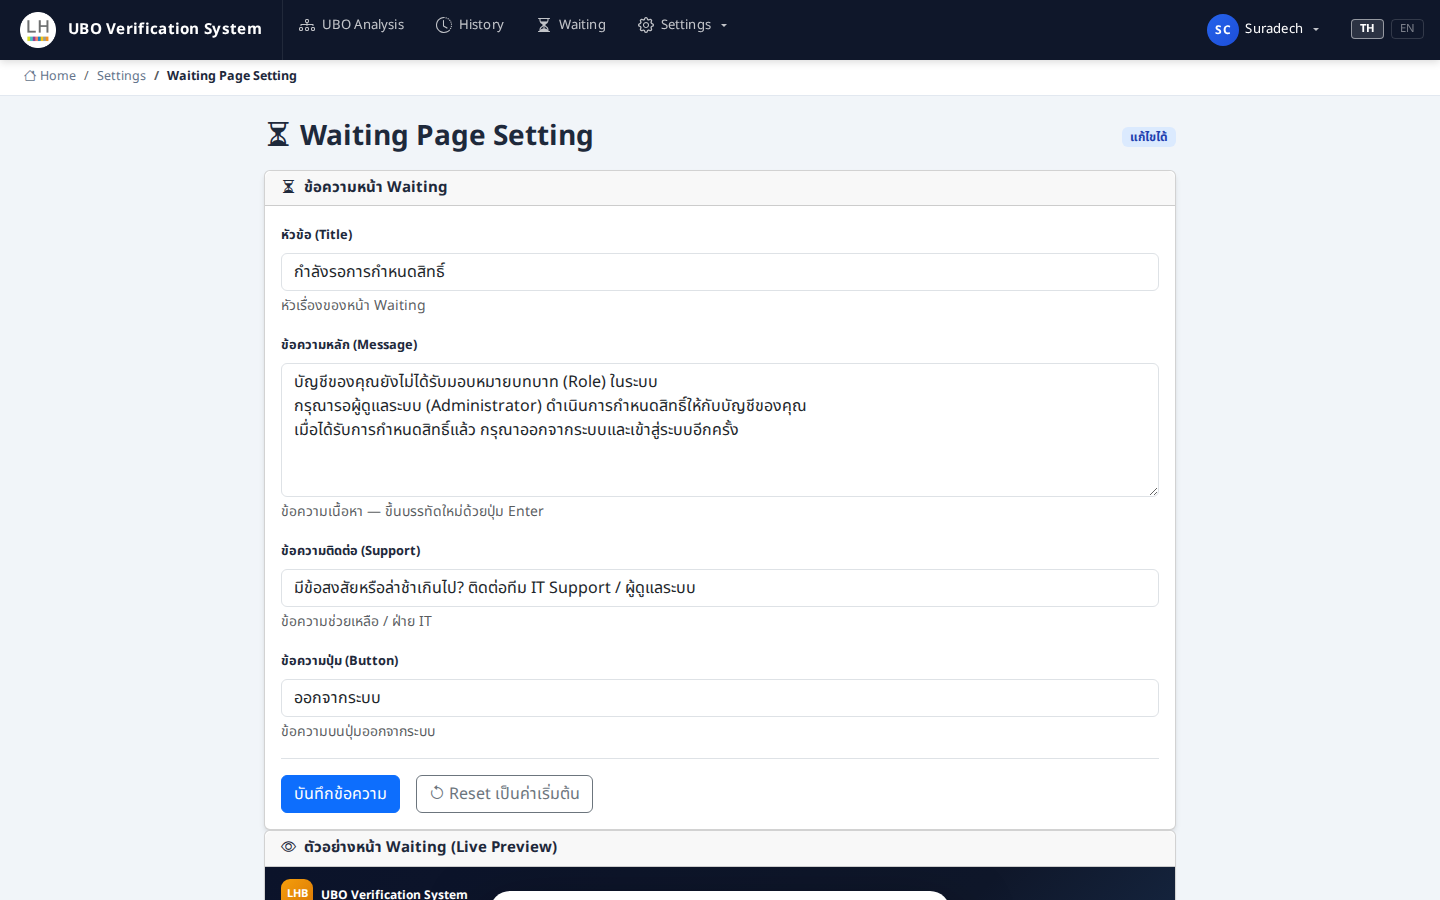 LH UBO Verification System UBO Analysis History Waiting Settings SC Suradech TH EN
Home / Settings / Waiting Page Setting
Waiting Page Setting แก้ไขได้
ข้อความหน้า Waiting
หัวข้อ (Title)
กำลังรอการกำหนดสิทธิ์
หัวเรื่องของหน้า Waiting
ข้อความหลัก (Message)
บัญชีของคุณยังไม่ได้รับมอบหมายบทบาท (Role) ในระบบ
กรุณารอผู้ดูแลระบบ (Administrator) ดำเนินการกำหนดสิทธิ์ให้กับบัญชีของคุณ
เมื่อได้รับการกำหนดสิทธิ์แล้ว กรุณาออกจากระบบและเข้าสู่ระบบอีกครั้ง
ข้อความเนื้อหา — ขึ้นบรรทัดใหม่ด้วยปุ่ม Enter
ข้อความติดต่อ (Support)
มีข้อสงสัยหรือล่าช้าเกินไป? ติดต่อทีม IT Support / ผู้ดูแลระบบ
ข้อความช่วยเหลือ / ฝ่าย IT
ข้อความปุ่ม (Button)
ออกจากระบบ
ข้อความบนปุ่มออกจากระบบ
บันทึกข้อความ Reset เป็นค่าเริ่มต้น
ตัวอย่างหน้า Waiting (Live Preview)
LHB UBO Verification System